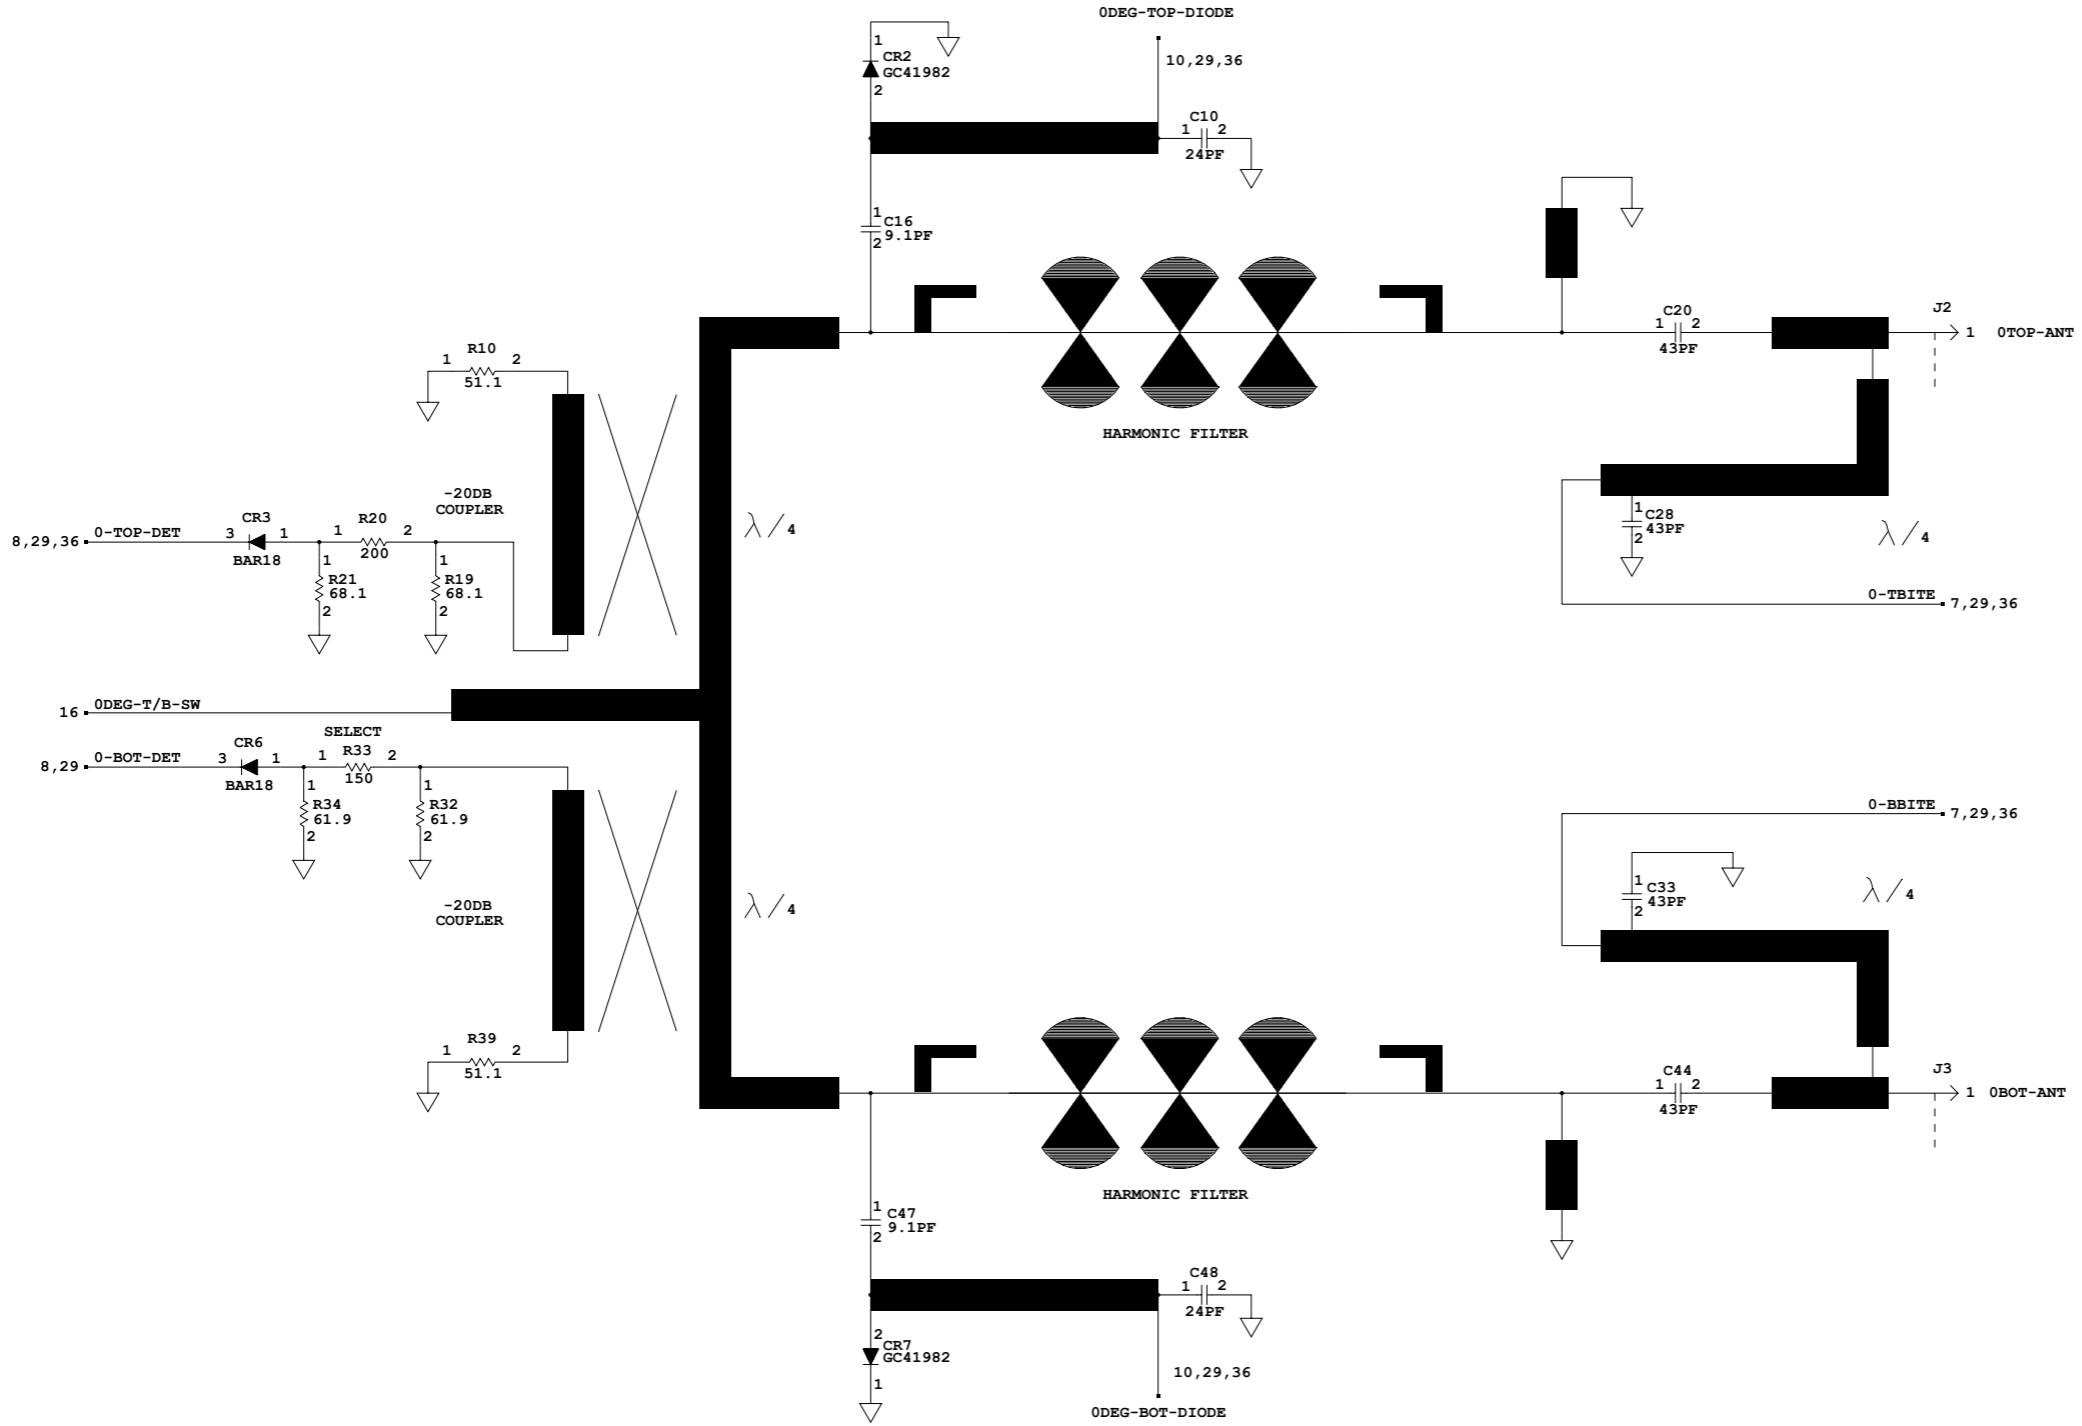 0DEG-TOP-DIODE
10,29,36
1
CR2
GC41982
2
C10
1 2
24PF
1
C16
9.1PF
2
HARMONIC FILTER
C20
1 2
43PF
J2
1 0TOP-ANT
R10
1 2
51.1
-20DB
COUPLER
λ/4
8,29,36 0-TOP-DET
CR3
3 1
BAR18
R20
1 2
200
1
R21
68.1
2
1
R19
68.1
2
1
C28
43PF
2
λ/4
0-TBITE
7,29,36
16 0DEG-T/B-SW
8,29 0-BOT-DET
CR6
3 1
BAR18
SELECT
R33
1 2
150
1
R34
61.9
2
1
R32
61.9
2
-20DB
COUPLER
λ/4
0-BBITE
7,29,36
1
C33
43PF
2
λ/4
R39
1 2
51.1
HARMONIC FILTER
C44
1 2
43PF
J3
1 0BOT-ANT
1
C47
9.1PF
2
C48
1 2
24PF
2
CR7
GC41982
1
10,29,36
0DEG-BOT-DIODE